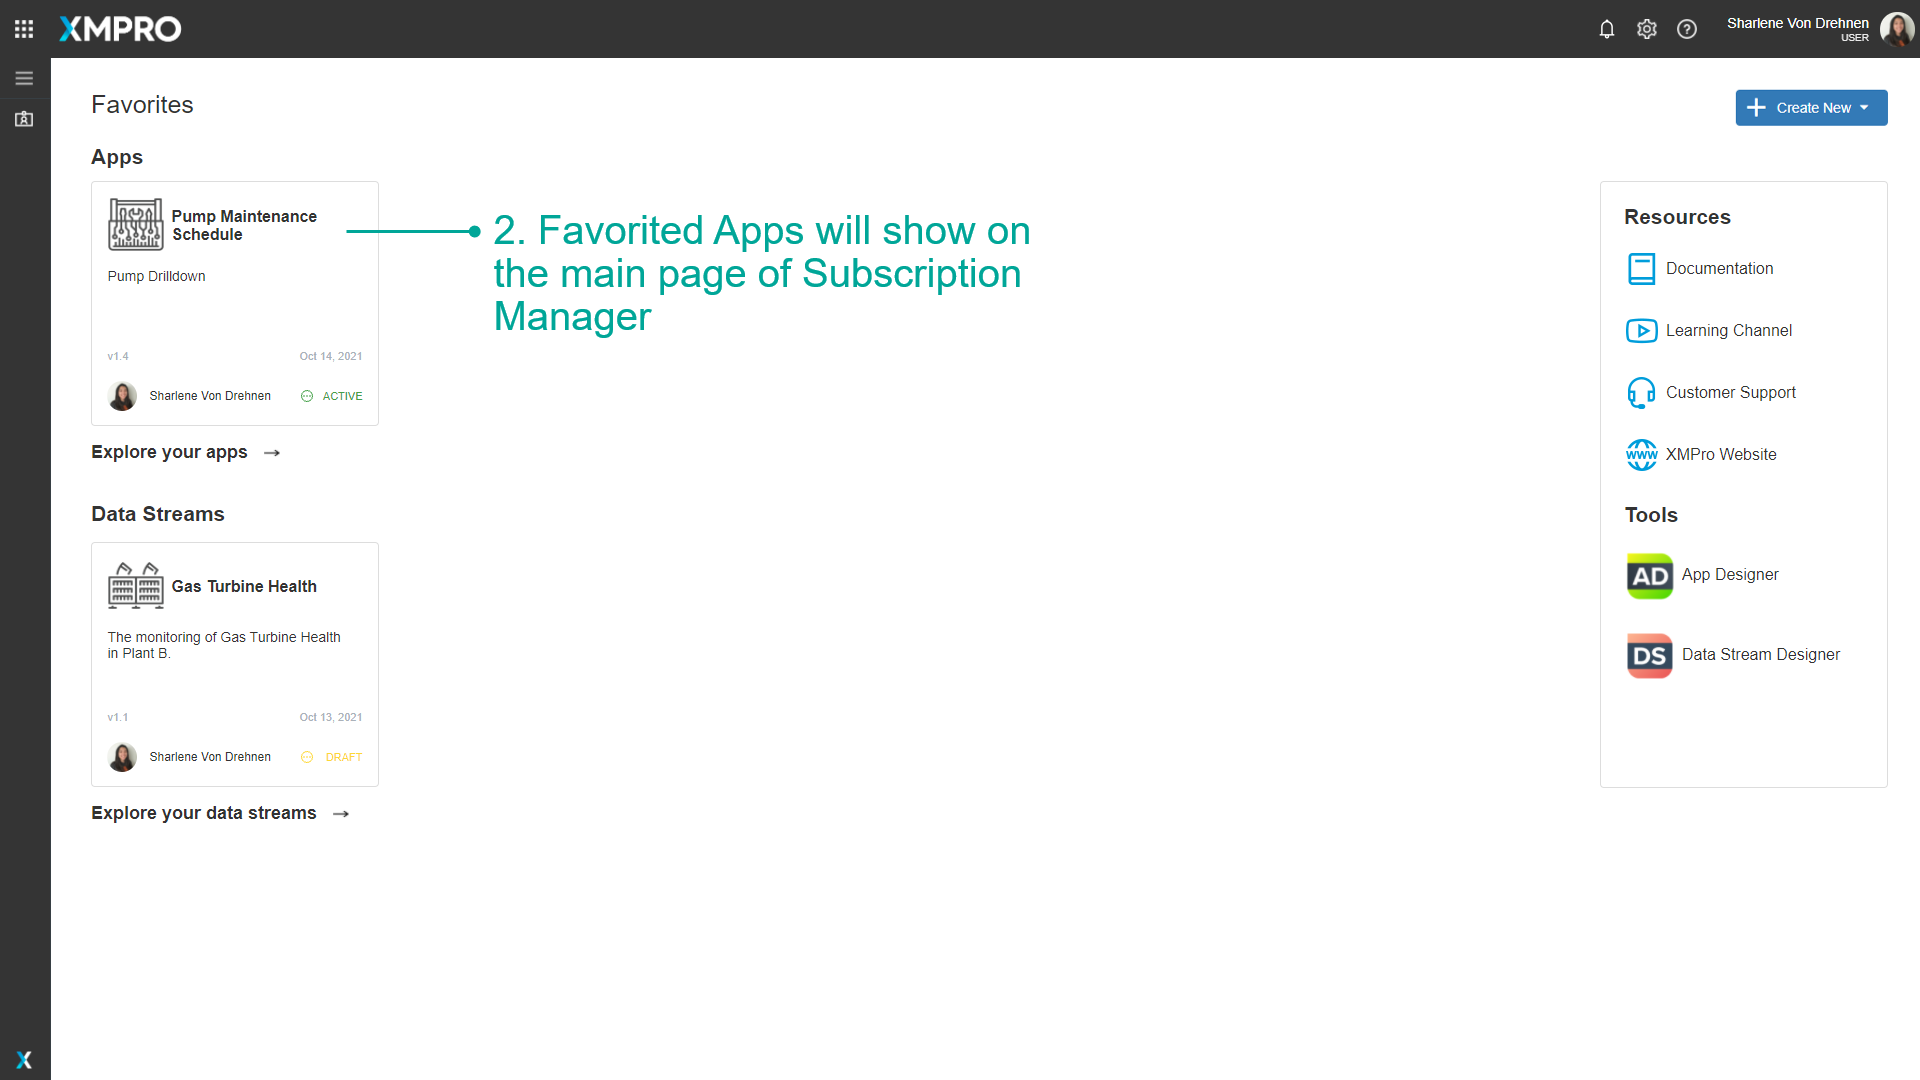 XMPRO
Sharlene Von Drehnen
USER
Favorites
Create New
Apps
Pump Maintenance
Schedule
Pump Drilldown
v1.4
Oct 14, 2021
Sharlene Von Drehnen
ACTIVE
2. Favorited Apps will show on
the main page of Subscription
Manager
Explore your apps →
Data Streams
Gas Turbine Health
The monitoring of Gas Turbine Health
in Plant B.
v1.1
Oct 13, 2021
Sharlene Von Drehnen
DRAFT
Explore your data streams →
Resources
Documentation
Learning Channel
Customer Support
www
XMPro Website
Tools
AD
App Designer
DS
Data Stream Designer
X